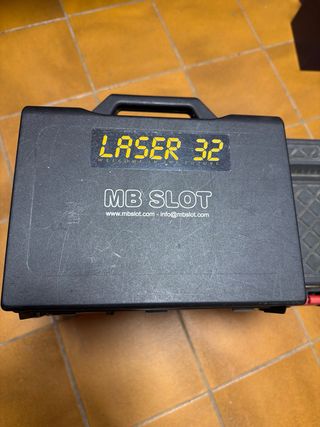 LASER 32
MB SLOT
www.mbslot.com - info@mbslot.com